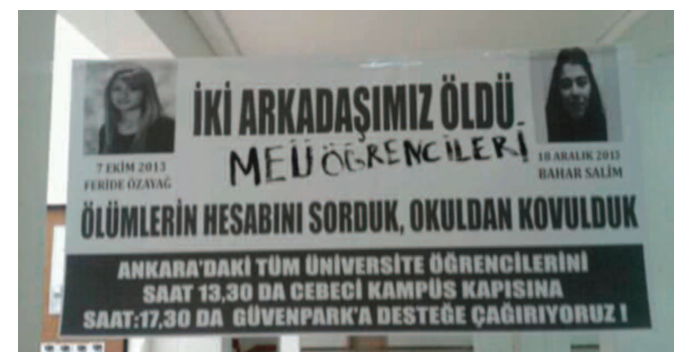 İKİ ARKADAŞIMIZ ÖLDÜ
MEÜ ÖĞRENCİLERİ
7 EKİM 2013
FERİDE ÖZAYAĞ
18 ARALIK 2013
BAHAR SALİM
ÖLÜMLERİN HESABINI SORDUK, OKULDAN KOVULDUK
ANKARA'DAKİ TÜM ÜNİVERSİTE ÖĞRENCİLERİNİ
SAAT 13,30 DA CEBECİ KAMPÜS KAPISINA
SAAT:17,30 DA GÜVENPARK'A DESTEĞE ÇAĞIRIYORUZ !